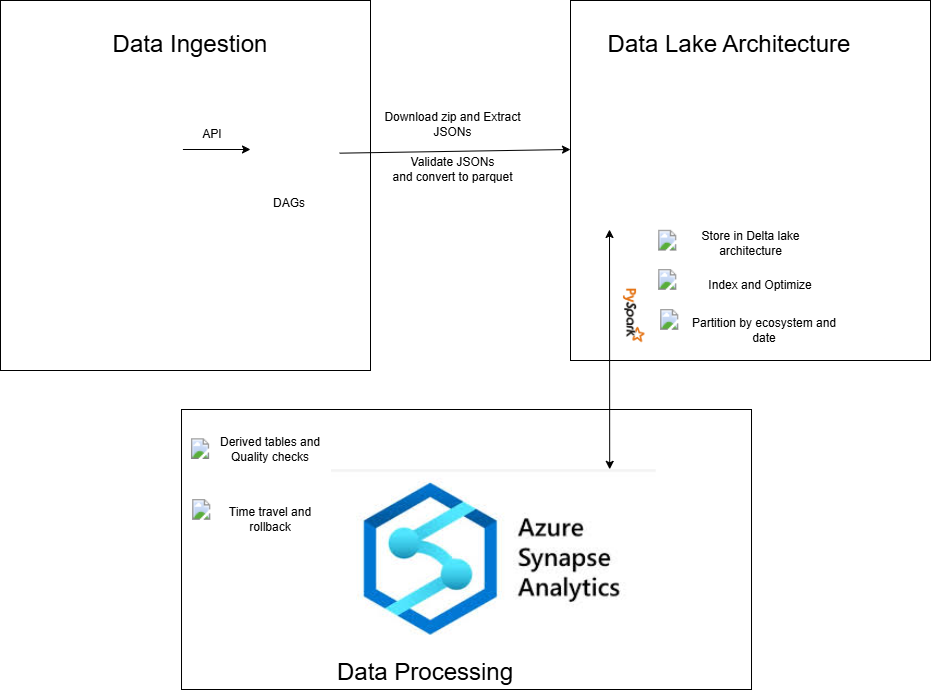 Data Ingestion
API
DAGs
Download zip and Extract
JSONs
Validate JSONs
and convert to parquet
Data Lake Architecture
Store in Delta lake
architecture
Index and Optimize
Partition by ecosystem and
date
PySpark
Derived tables and
Quality checks
Time travel and
rollback
Azure
Synapse
Analytics
Data Processing